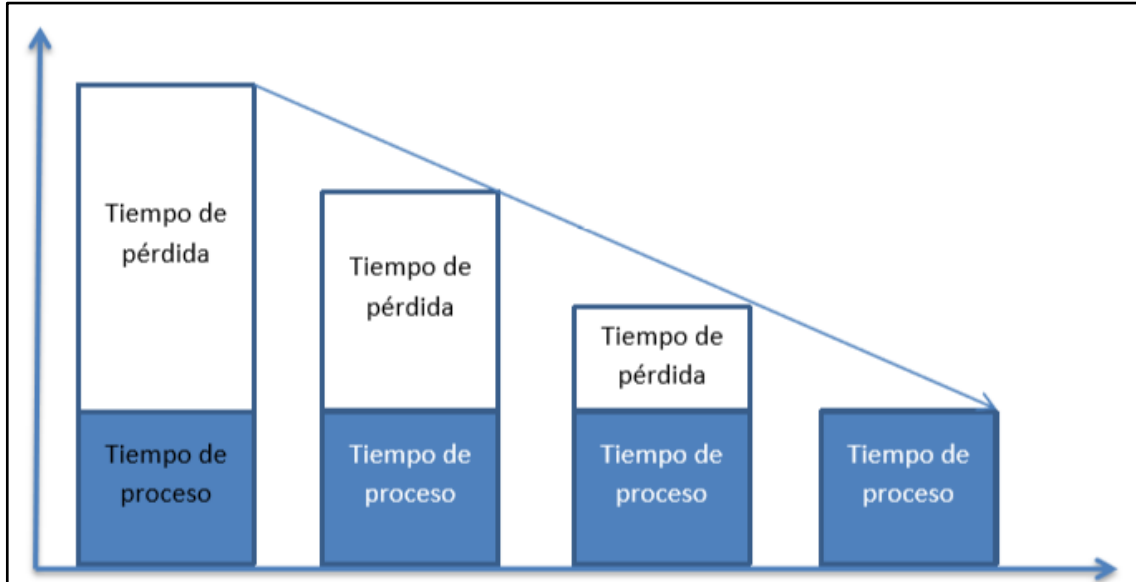 Tiempo de
pérdida
Tiempo de
proceso
Tiempo de
pérdida
Tiempo de
proceso
Tiempo de
pérdida
Tiempo de
proceso
Tiempo de
proceso